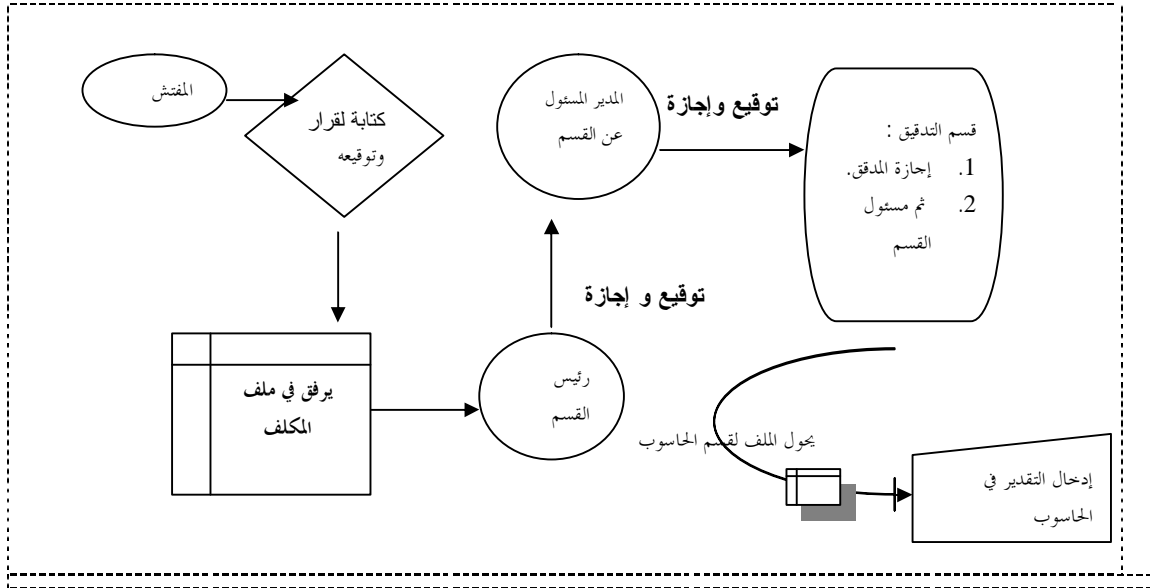 المفتش
كتابة لقرار
وتوقيعه
يرفق في ملف
المكلف
رئيس
القسم
توقيع و إجازة
المدير المسئول
عن القسم
توقيع وإجازة
قسم التدقيق :
1. إجازة المدقق.
2. ثم مسئول
القسم
يحول الملف لقسم الحاسوب
إدخال التقدير في
الحاسوب